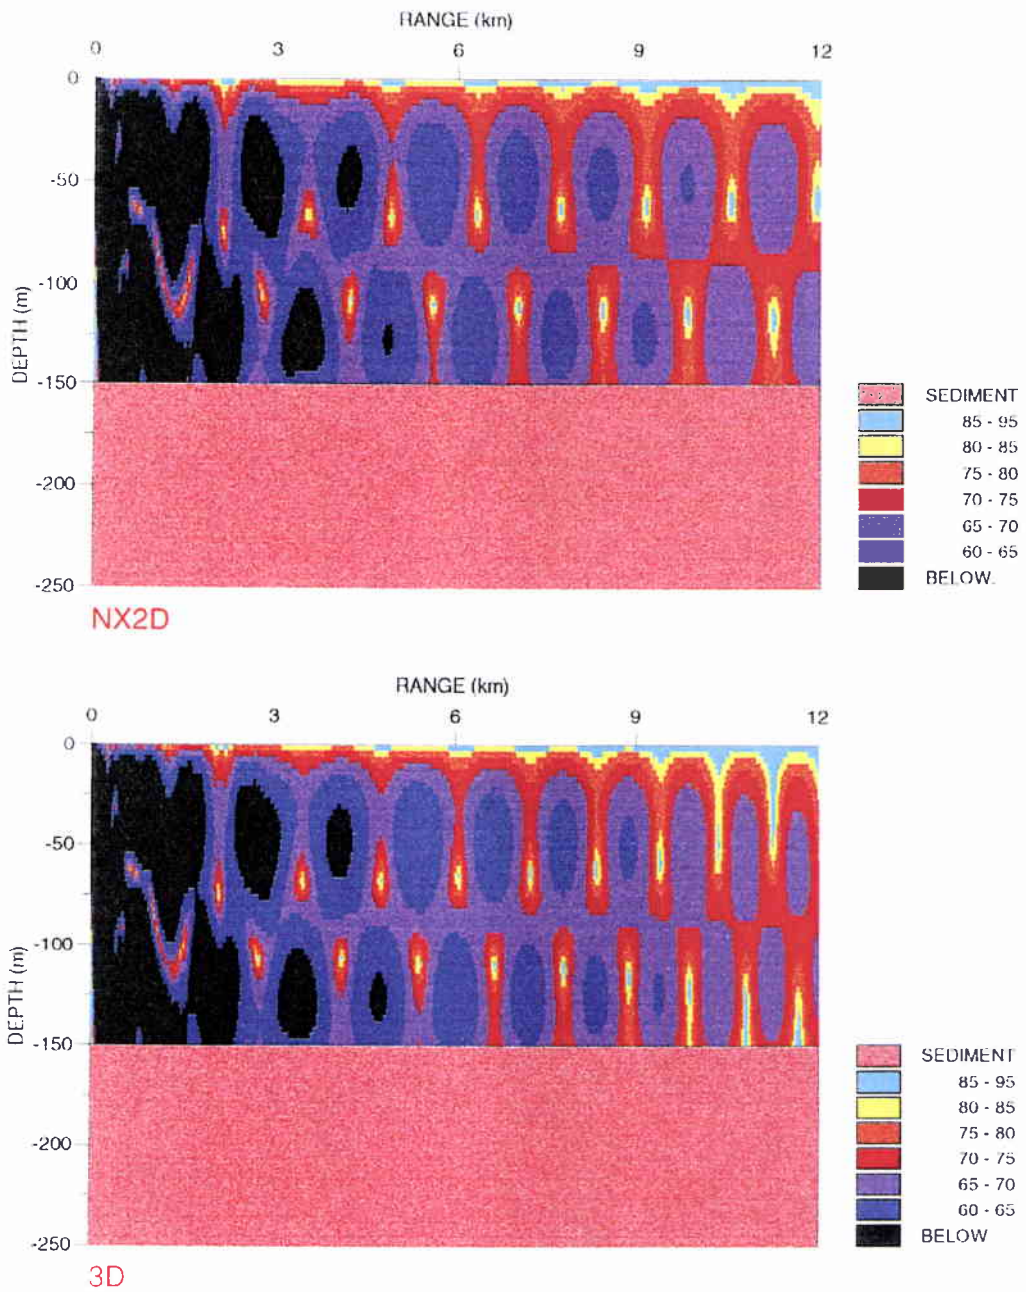 RANGE (km)
0 3 6 9 12
0
-50
-100
-150
-200
-250
DEPTH (m)
SEDIMENT
85 - 95
80 - 85
75 - 80
70 - 75
65 - 70
60 - 65
BELOW
NX2D
RANGE (km)
0 3 6 9 12
0
-50
-100
-150
-200
-250
DEPTH (m)
SEDIMENT
85 - 95
80 - 85
75 - 80
70 - 75
65 - 70
60 - 65
BELOW
3D